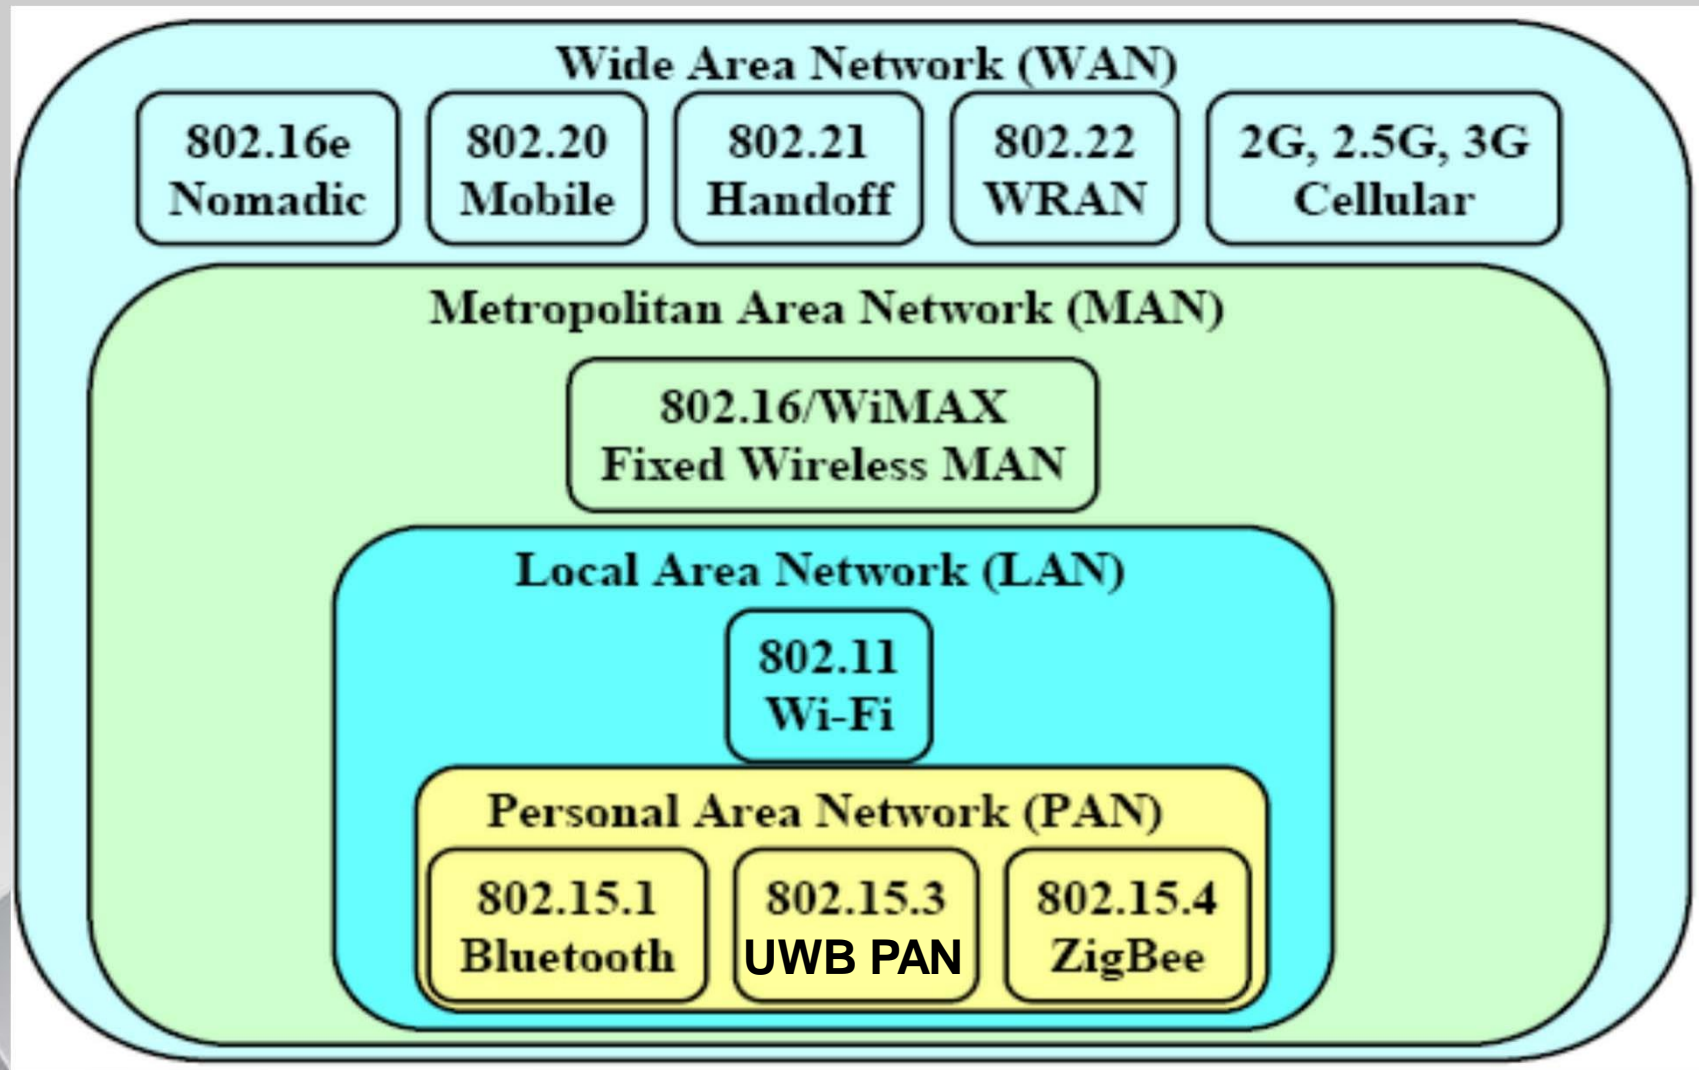 Wide Area Network (WAN)
802.16e
Nomadic
802.20
Mobile
802.21
Handoff
802.22
WRAN
2G, 2.5G, 3G
Cellular
Metropolitan Area Network (MAN)
802.16/WiMAX
Fixed Wireless MAN
Local Area Network (LAN)
802.11
Wi-Fi
Personal Area Network (PAN)
802.15.1
Bluetooth
802.15.3
UWB PAN
802.15.4
ZigBee